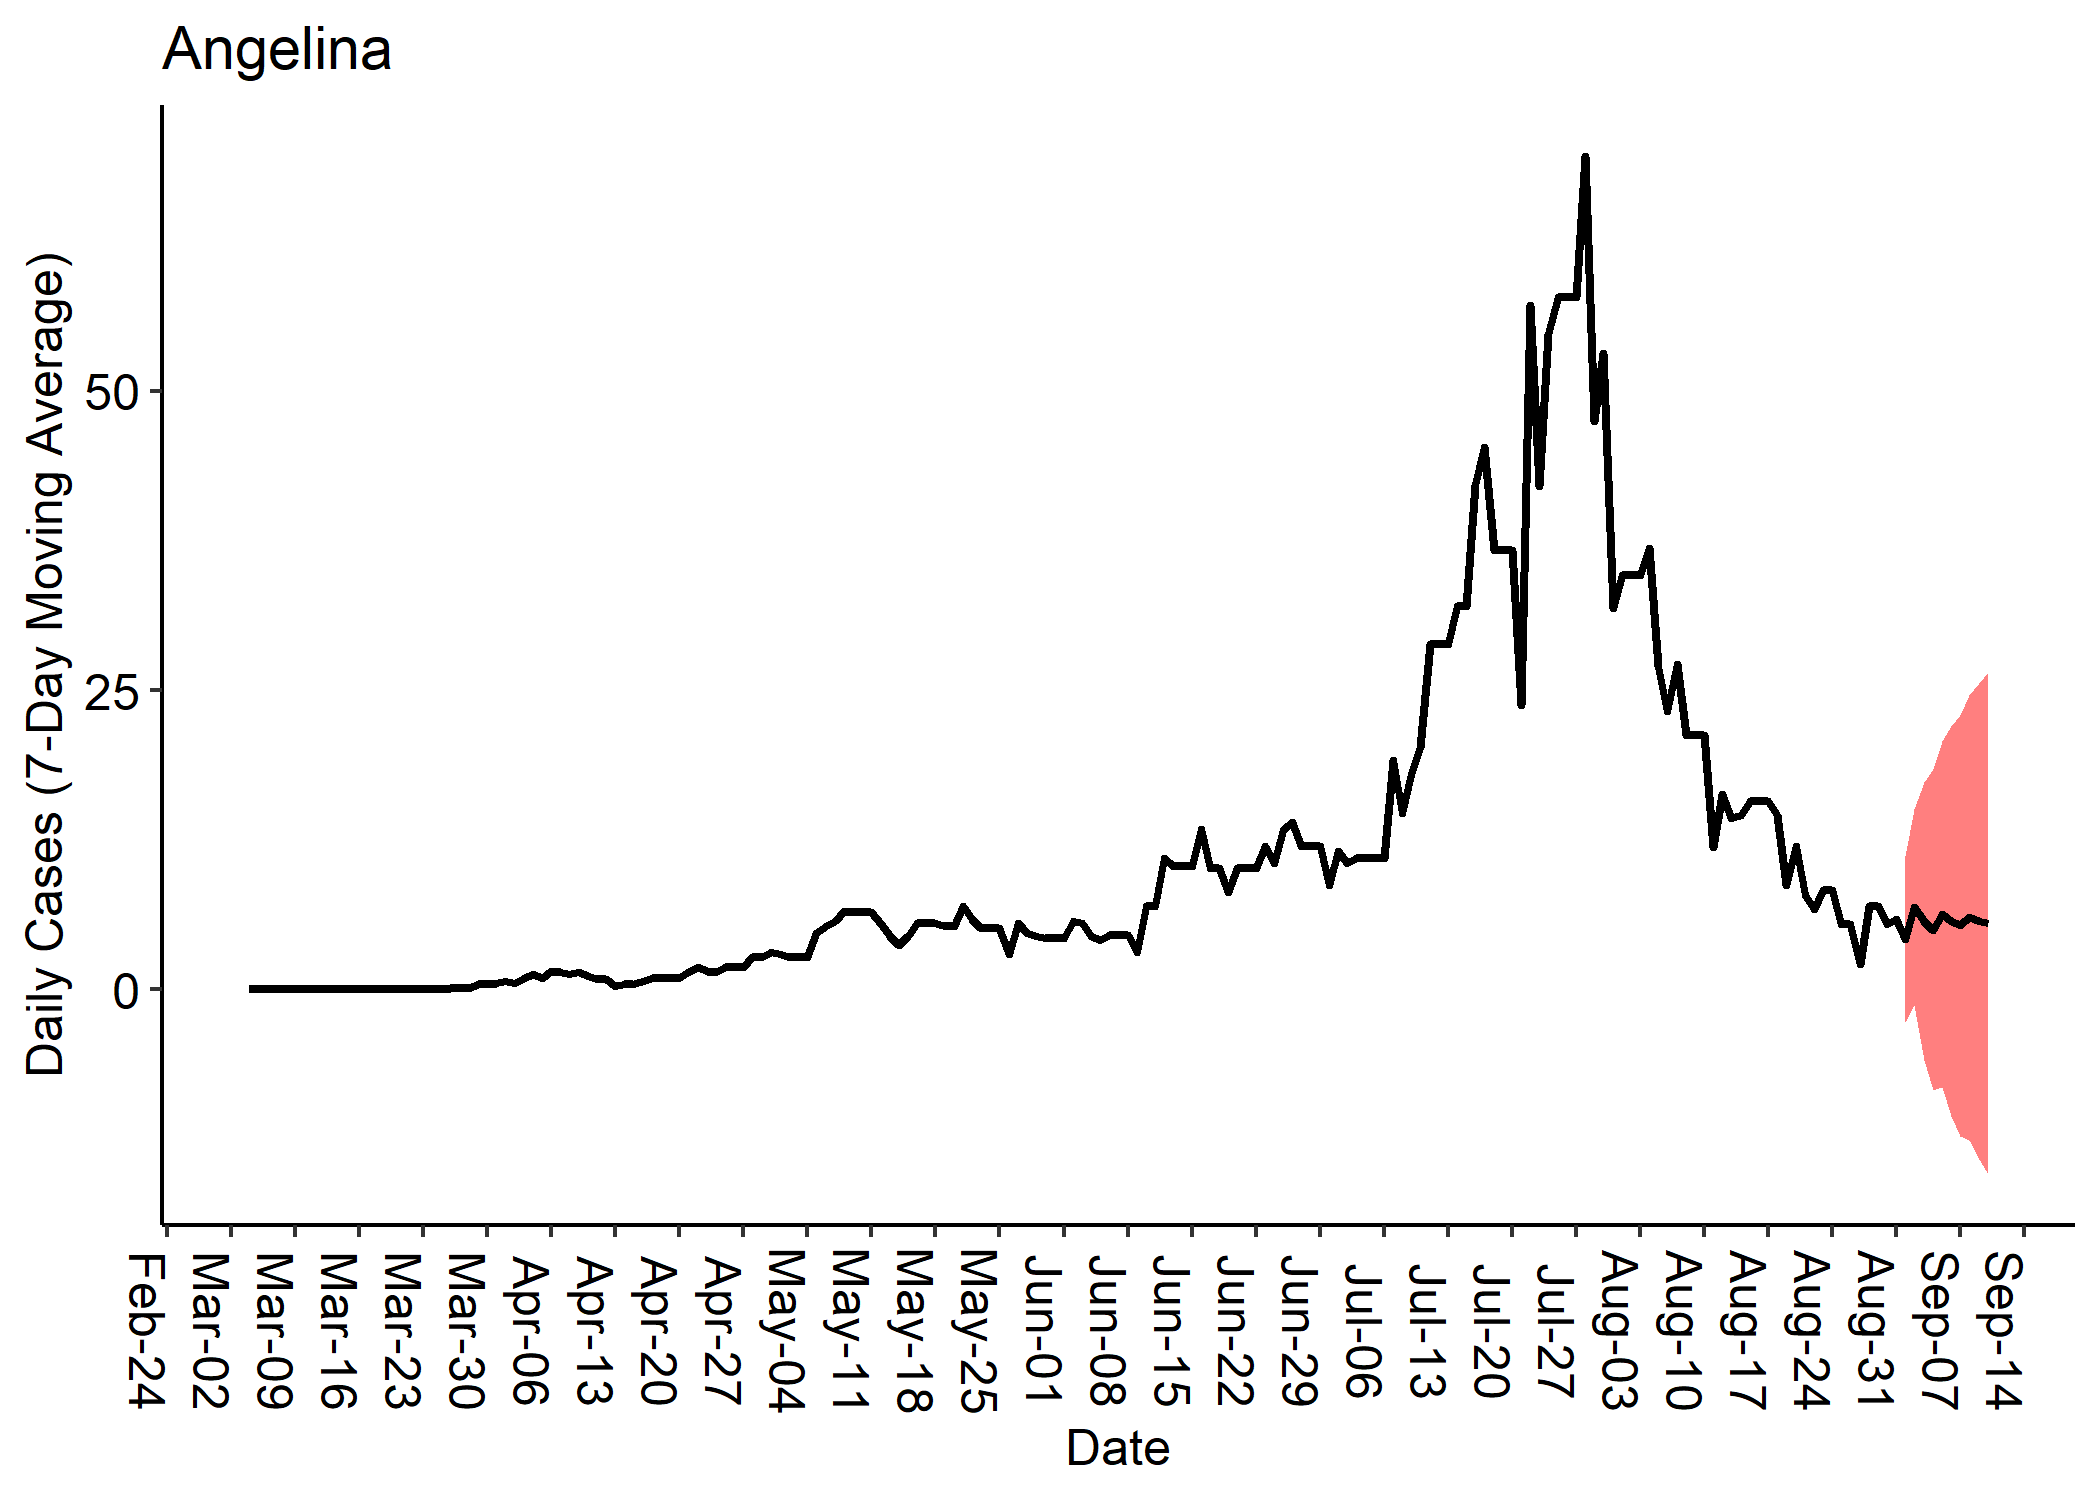 Angelina
Daily Cases (7-Day Moving Average)
50
25
0
Feb-24
Mar-02
Mar-09
Mar-16
Mar-23
Mar-30
Apr-06
Apr-13
Apr-20
Apr-27
May-04
May-11
May-18
May-25
Jun-01
Jun-08
Jun-15
Jun-22
Jun-29
Jul-06
Jul-13
Jul-20
Jul-27
Aug-03
Aug-10
Aug-17
Aug-24
Aug-31
Sep-07
Sep-14
Date